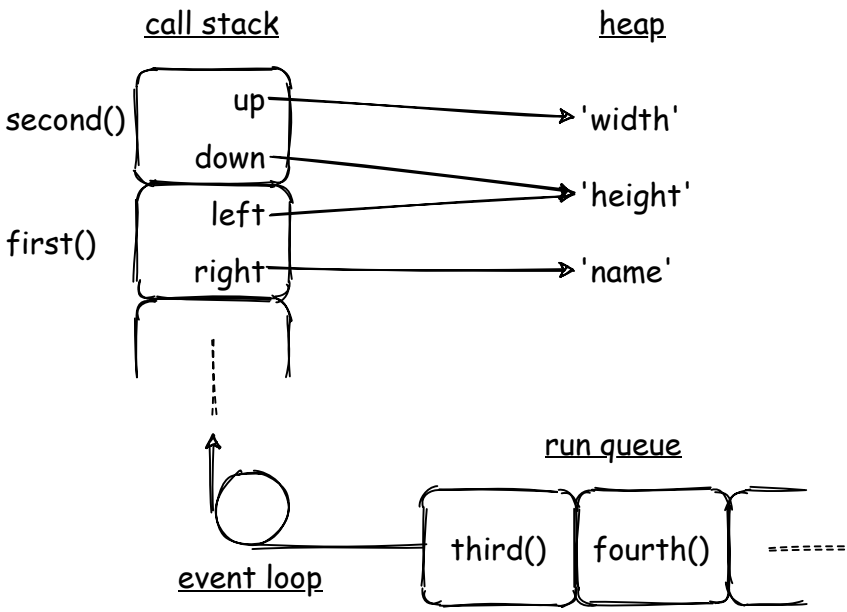 call stack
heap
second()
up
'width'
down
'height'
first()
left
right
'name'
run queue
third()
fourth()
event loop